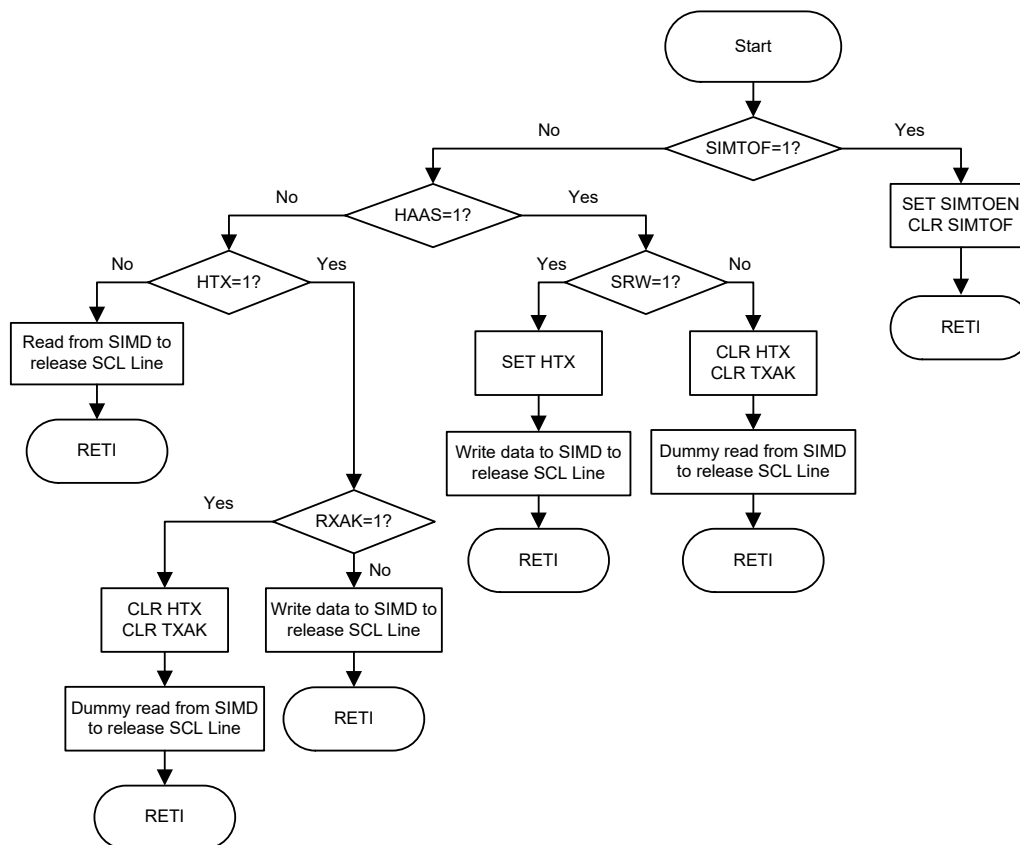 Start
No
Yes
SIMTOF=1?
No
Yes
HAAS=1?
SET SIMTOEN
CLR SIMTOF
No
Yes
HTX=1?
Yes
No
SRW=1?
RETI
Read from SIMD to
release SCL Line
SET HTX
CLR HTX
CLR TXAK
RETI
Write data to SIMD to
release SCL Line
Dummy read from SIMD
to release SCL Line
Yes
RXAK=1?
No
RETI
RETI
CLR HTX
CLR TXAK
Write data to SIMD to
release SCL Line
Dummy read from SIMD
to release SCL Line
RETI
RETI